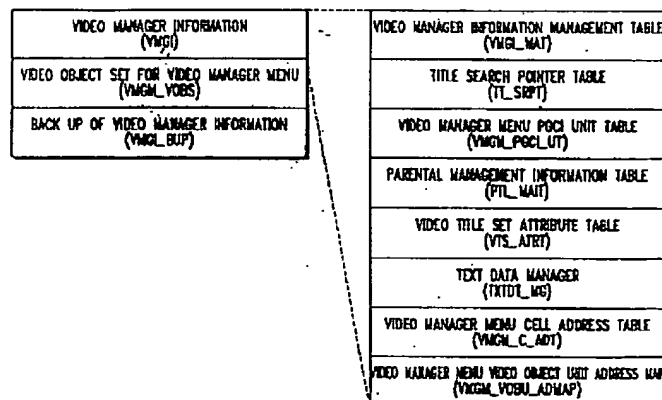 VIDEO MANAGER INFORMATION
(VMGI)
VIDEO OBJECT SET FOR VIDEO MANAGER MENU
(VMGM_VOBS)
BACK UP OF VIDEO MANAGER INFORMATION
(VMGI_BUP)
VIDEO MANAGER INFORMATION MANAGEMENT TABLE
(VMGI_MAT)
TITLE SEARCH POINTER TABLE
(TT_SRPT)
VIDEO MANAGER MENU PGCI UNIT TABLE
(VMGM_PGCI_UT)
PARENTAL MANAGEMENT INFORMATION TABLE
(PTL_MAIT)
VIDEO TITLE SET ATTRIBUTE TABLE
(VTS_ATRT)
TEXT DATA MANAGER
(TXTDT_MG)
VIDEO MANAGER MENU CELL ADDRESS TABLE
(VMGM_C_ADT)
VIDEO MANAGER MENU VIDEO OBJECT UNIT ADDRESS MAP
(VMGM_VOBU_ADMAP)